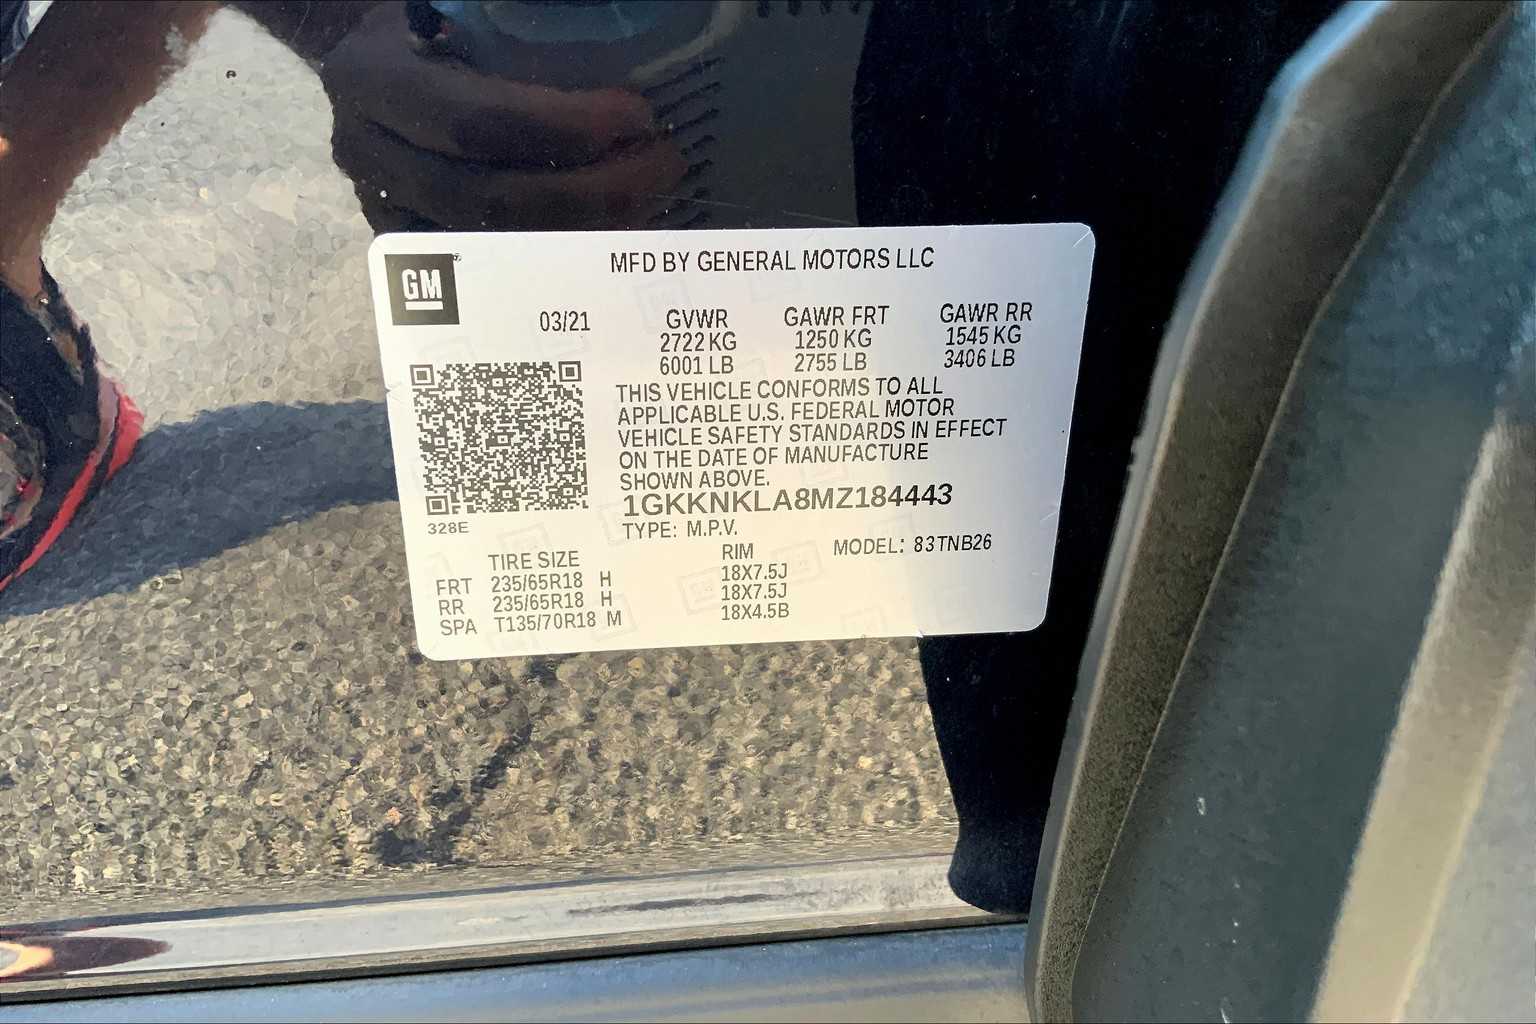 GM
MFD BY GENERAL MOTORS LLC
03/21 GVWR GAWR FRT GAWR RR
2722 KG 1250 KG 1545 KG
6001 LB 2755 LB 3406 LB
THIS VEHICLE CONFORMS TO ALL
APPLICABLE U.S. FEDERAL MOTOR
VEHICLE SAFETY STANDARDS IN EFFECT
ON THE DATE OF MANUFACTURE
SHOWN ABOVE.
1GKKNKLA8MZ184443
328E
TYPE: M.P.V.
MODEL: 83TNB26
TIRE SIZE RIM
FRT 235/65R18 H 18X7.5J
RR 235/65R18 H 18X7.5J
SPA T135/70R18 M 18X4.5B